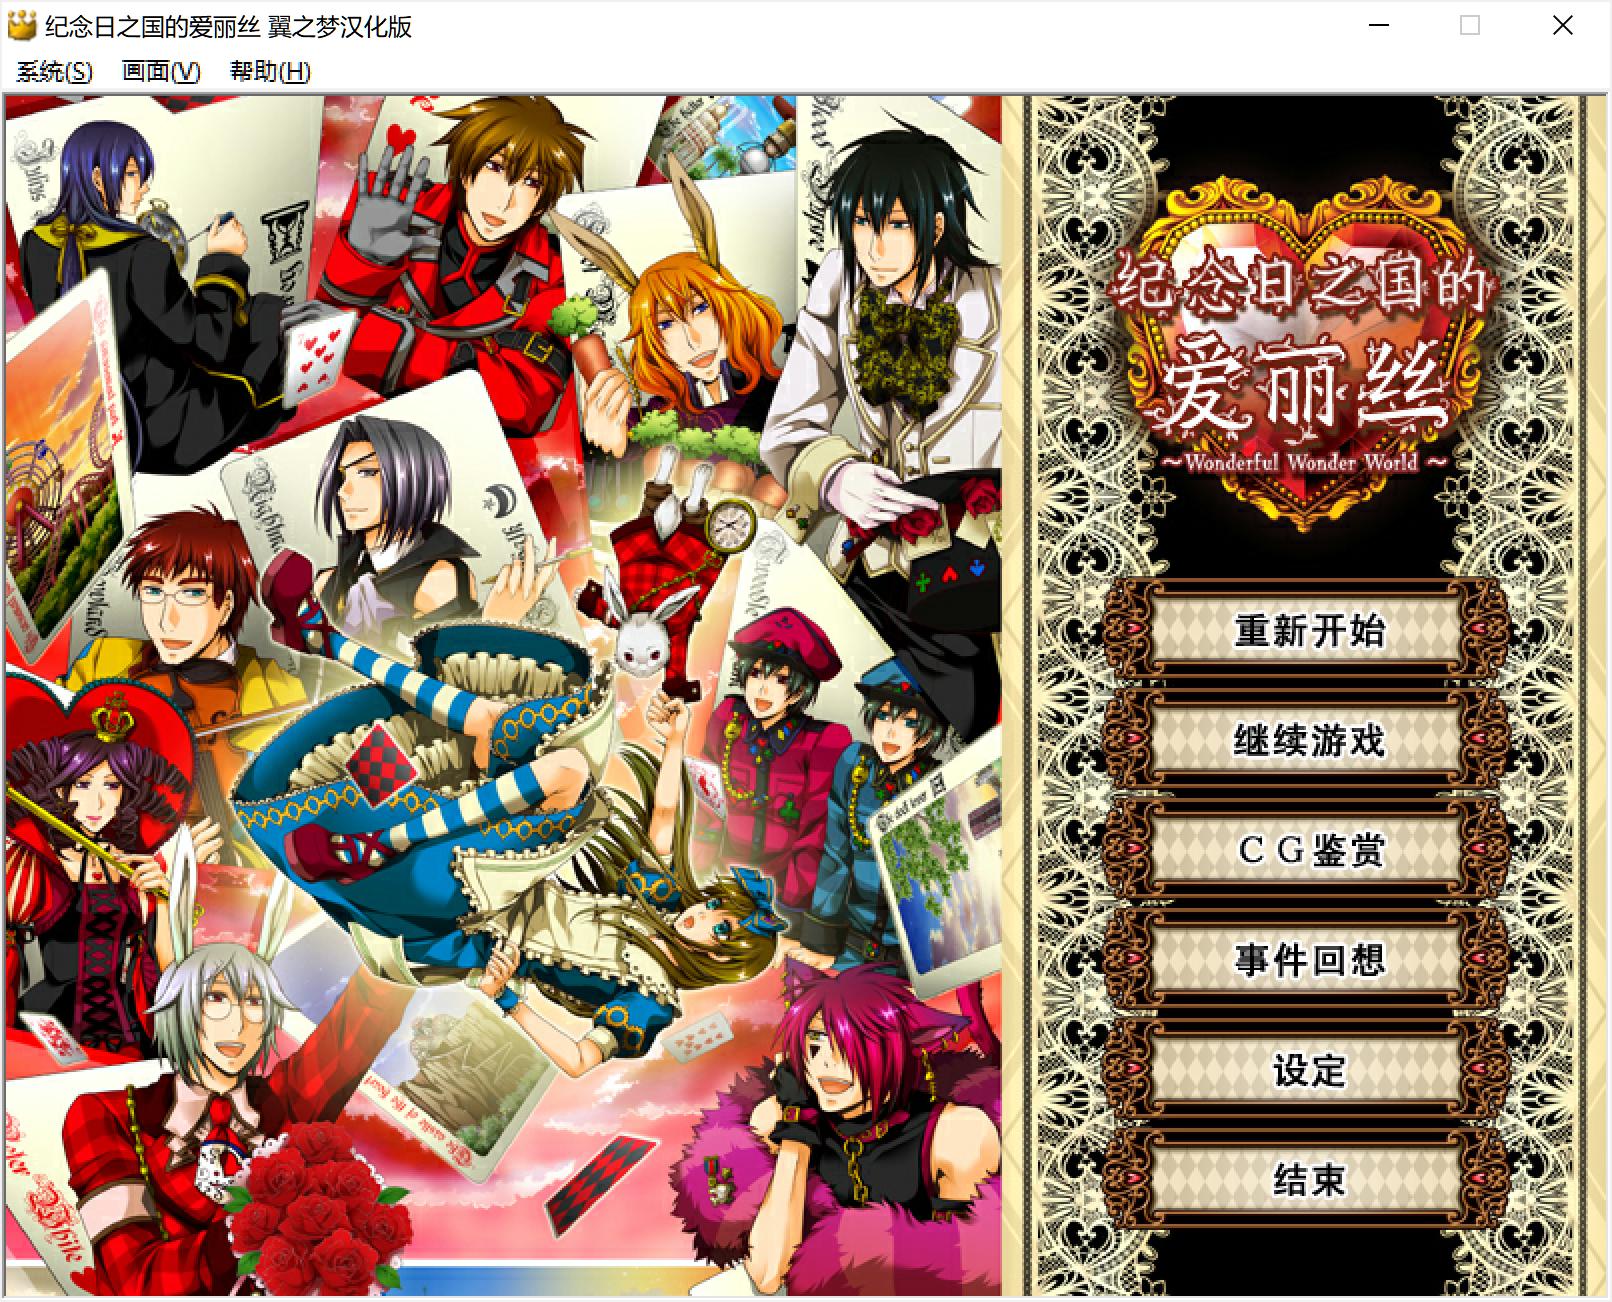 纪念日之国的爱丽丝 翼之梦汉化版
系统(S) 画面(V) 帮助(H)
纪念日之国的
爱丽丝
~Wonderful Wonder World~
重新开始
继续游戏
ＣＧ鉴赏
事件回想
设定
结束